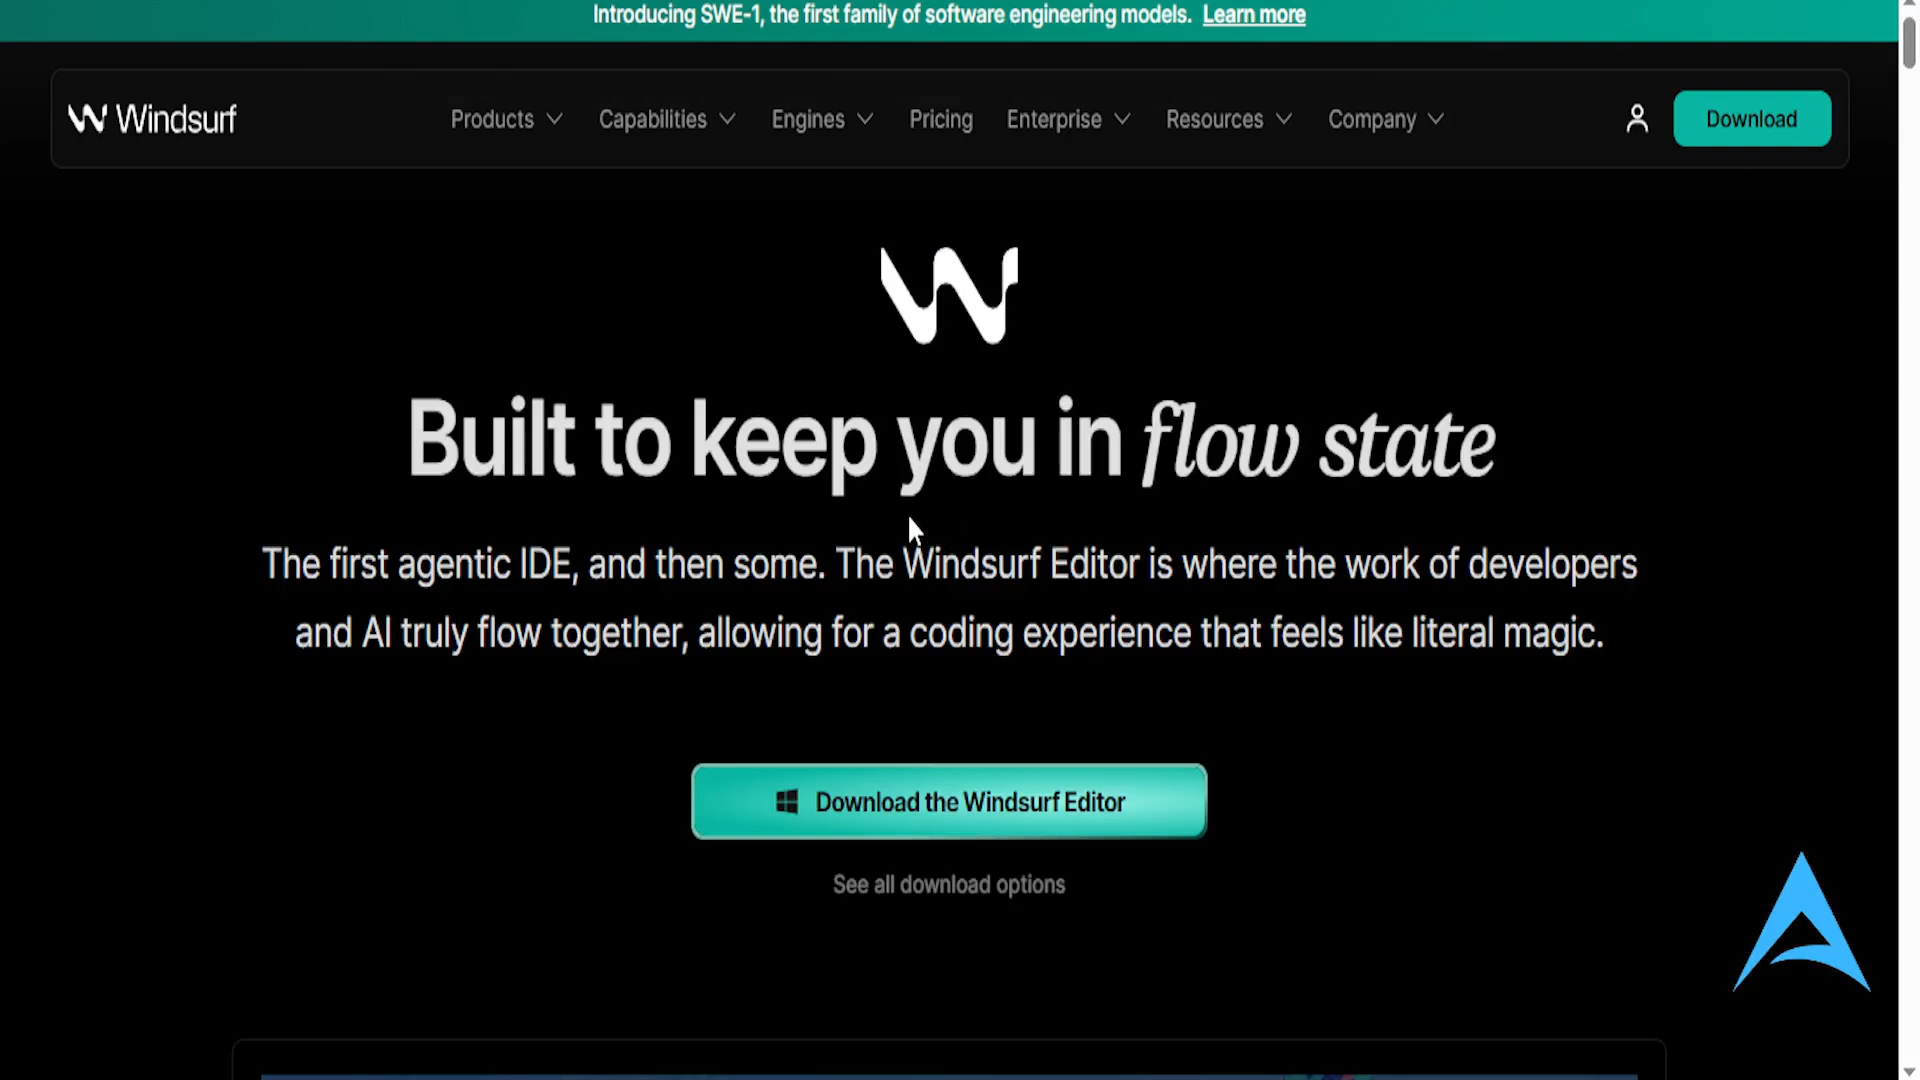 Introducing SWE-1, the first family of software engineering models. Learn more
Windsurf Products Capabilities Engines Pricing Enterprise Resources Company Download
Built to keep you in flow state
The first agentic IDE, and then some. The Windsurf Editor is where the work of developers
and AI truly flow together, allowing for a coding experience that feels like literal magic.
Download the Windsurf Editor
See all download options